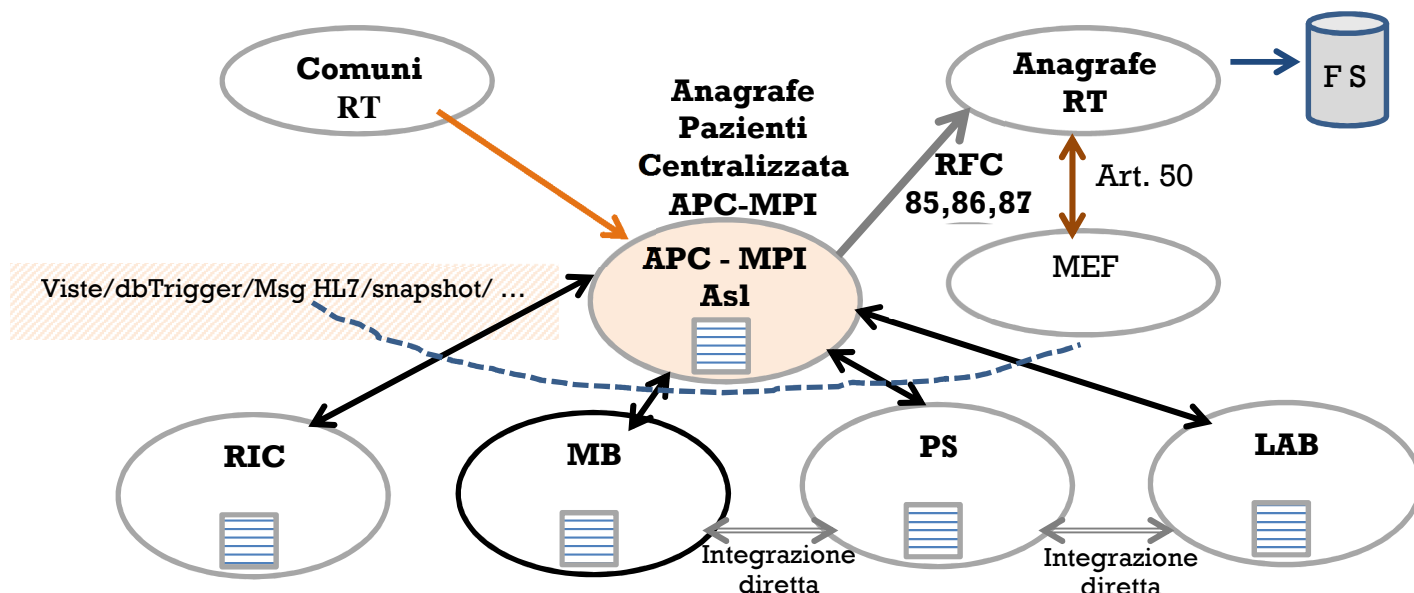 Comuni
RT
Anagrafe
Pazienti
Centralizzata
APC-MPI
Anagrafe
RT
F S
RFC
85,86,87
Art. 50
MEF
APC - MPI
Asl
Viste/dbTrigger/Msg HL7/snapshot/ ...
RIC
MB
PS
LAB
Integrazione
diretta
Integrazione
diretta